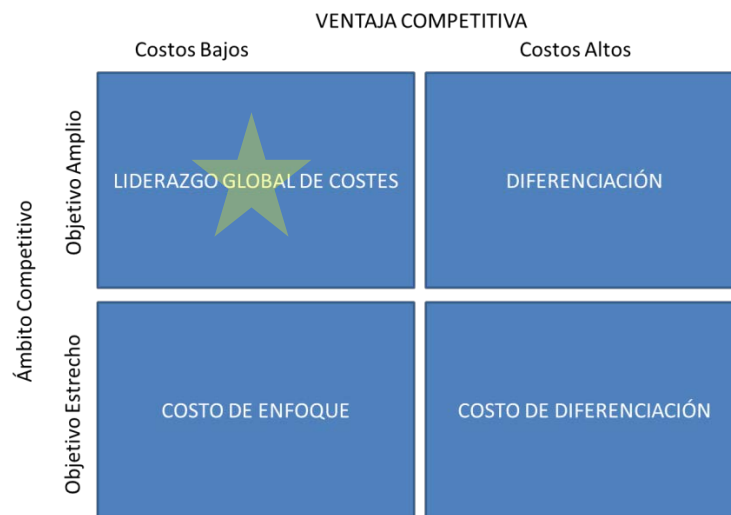 VENTAJA COMPETITIVA
Costos Bajos
Costos Altos
Ámbito Competitivo
Objetivo Amplio
LIDERAZGO GLOBAL DE COSTES
DIFERENCIACIÓN
Objetivo Estrecho
COSTO DE ENFOQUE
COSTO DE DIFERENCIACIÓN